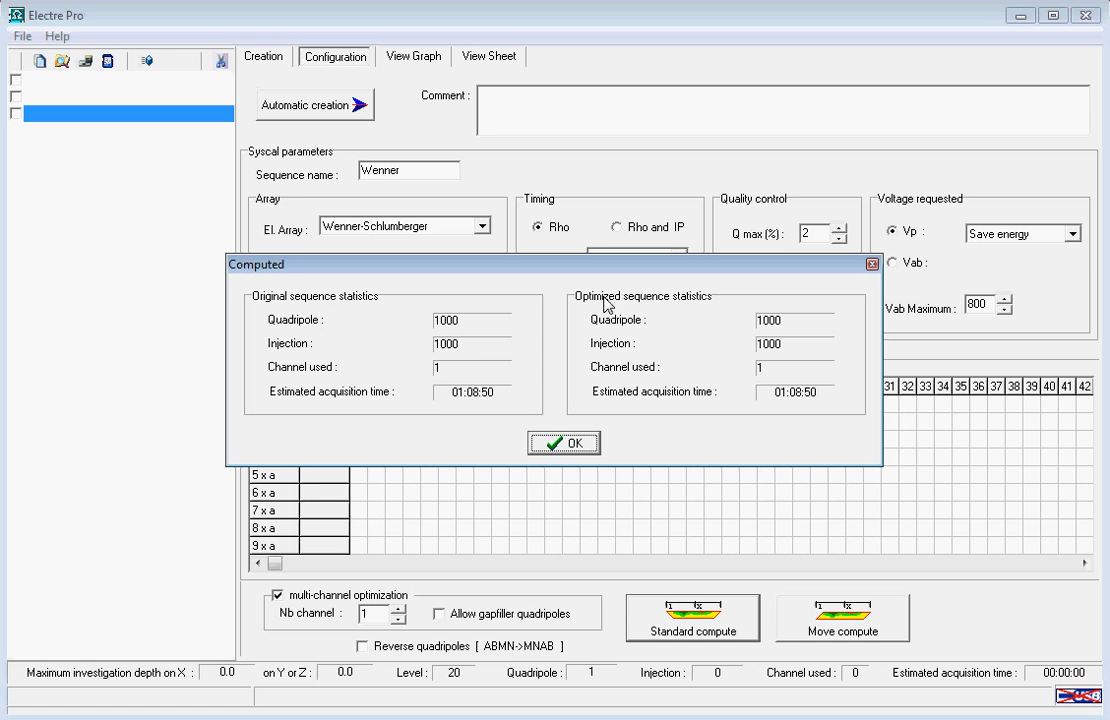 Electre Pro
File Help
Creation Configuration View Graph View Sheet
Automatic creation
Comment :
Syscal parameters
Sequence name : Wenner
Array Timing Quality control Voltage requested
El. Array : Wenner-Schlumberger Rho Rho and IP Q max (%) : 2 Vp : Save energy
Vab :
Vab Maximum : 800
Computed
Original sequence statistics Optimized sequence statistics
Quadripole : 1000 Quadripole : 1000
Injection : 1000 Injection : 1000
Channel used : 1 Channel used : 1
Estimated acquisition time : 01:08:50 Estimated acquisition time : 01:08:50
OK
31 32 33 34 35 36 37 38 39 40 41 42
5 x a
6 x a
7 x a
8 x a
9 x a
multi-channel optimization
Nb channel : 1 Allow gapfiller quadripoles
Reverse quadripoles [ ABMN->MNAB ]
1 x 1 x
Standard compute Move compute
Maximum investigation depth on X : 0.0 on Y or Z : 0.0 Level : 20 Quadripole : 1 Injection : 0 Channel used : 0 Estimated acquisition time : 00:00:00